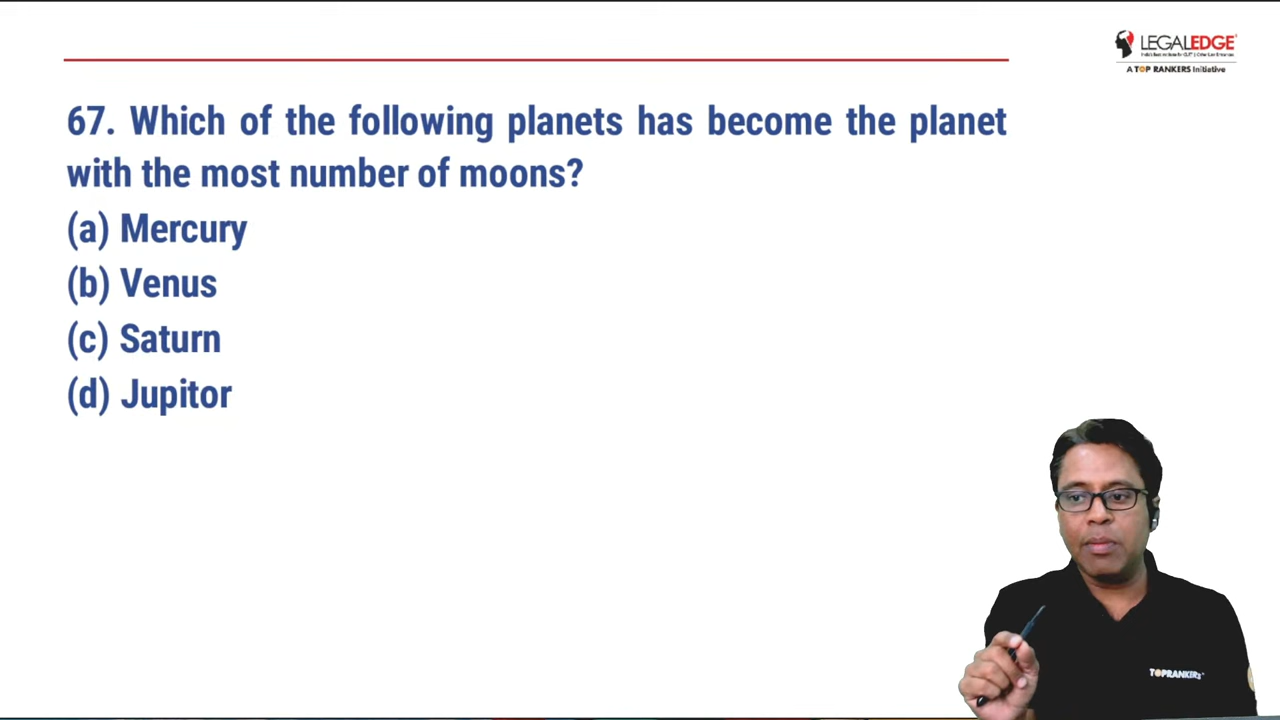 LEGALEDGE
A TOP RANKERS Initiative
67. Which of the following planets has become the planet
with the most number of moons?
(a) Mercury
(b) Venus
(c) Saturn
(d) Jupitor
TOPRANKERS